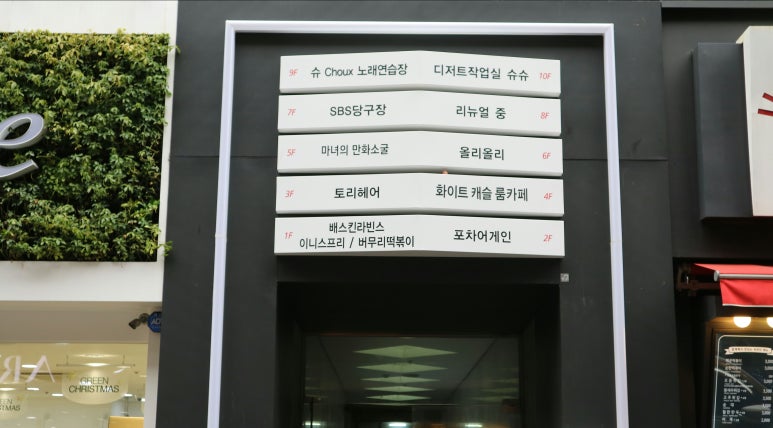 9F 슈 Choux 노래연습장 디저트작업실 슈슈 10F
7F SBS당구장 리뉴얼 중 8F
5F 마녀의 만화소굴 올리올리 6F
3F 토리헤어 화이트 캐슬 룸카페 4F
1F 배스킨라빈스
이니스프리 / 버무리떡볶이 포차어게인 2F
GREEN
CHRISTMAS